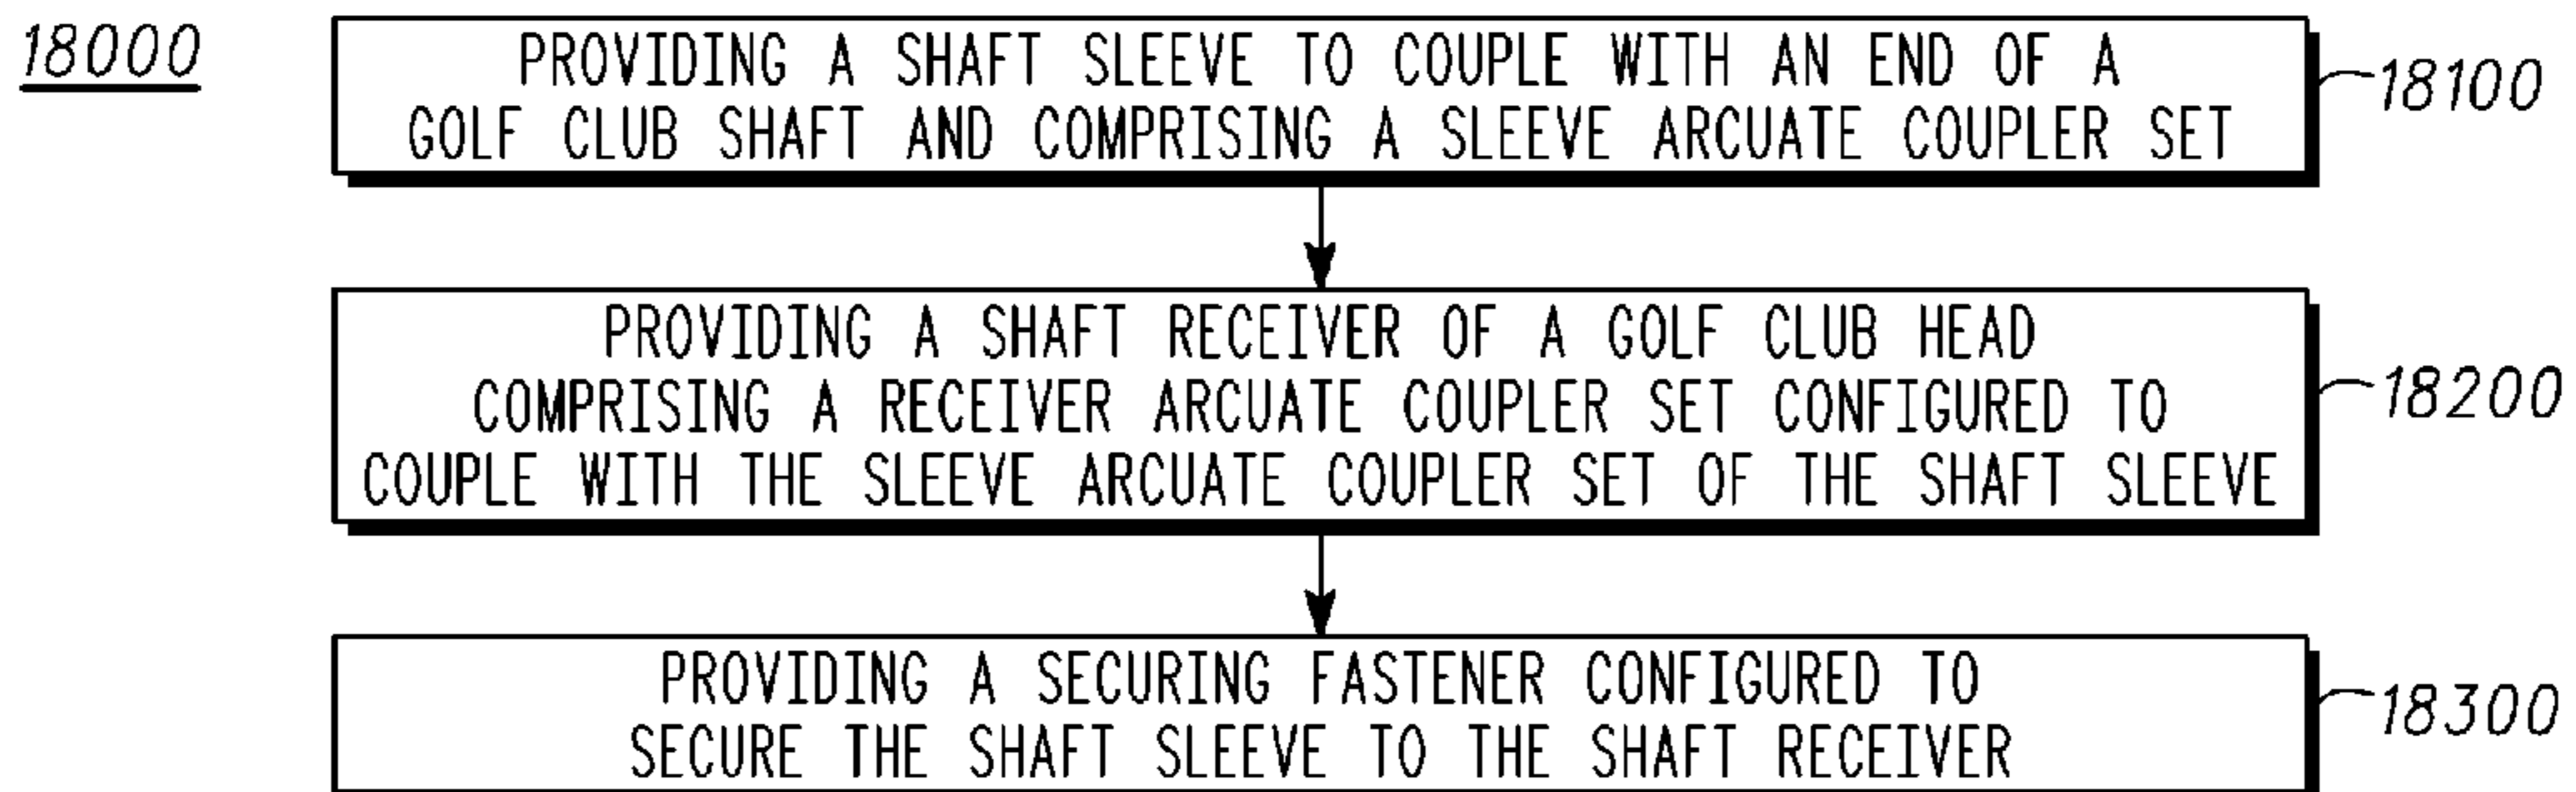 18000
PROVIDING A SHAFT SLEEVE TO COUPLE WITH AN END OF A
GOLF CLUB SHAFT AND COMPRISING A SLEEVE ARCUATE COUPLER SET
18100
PROVIDING A SHAFT RECEIVER OF A GOLF CLUB HEAD
COMPRISING A RECEIVER ARCUATE COUPLER SET CONFIGURED TO
COUPLE WITH THE SLEEVE ARCUATE COUPLER SET OF THE SHAFT SLEEVE
18200
PROVIDING A SECURING FASTENER CONFIGURED TO
SECURE THE SHAFT SLEEVE TO THE SHAFT RECEIVER
18300